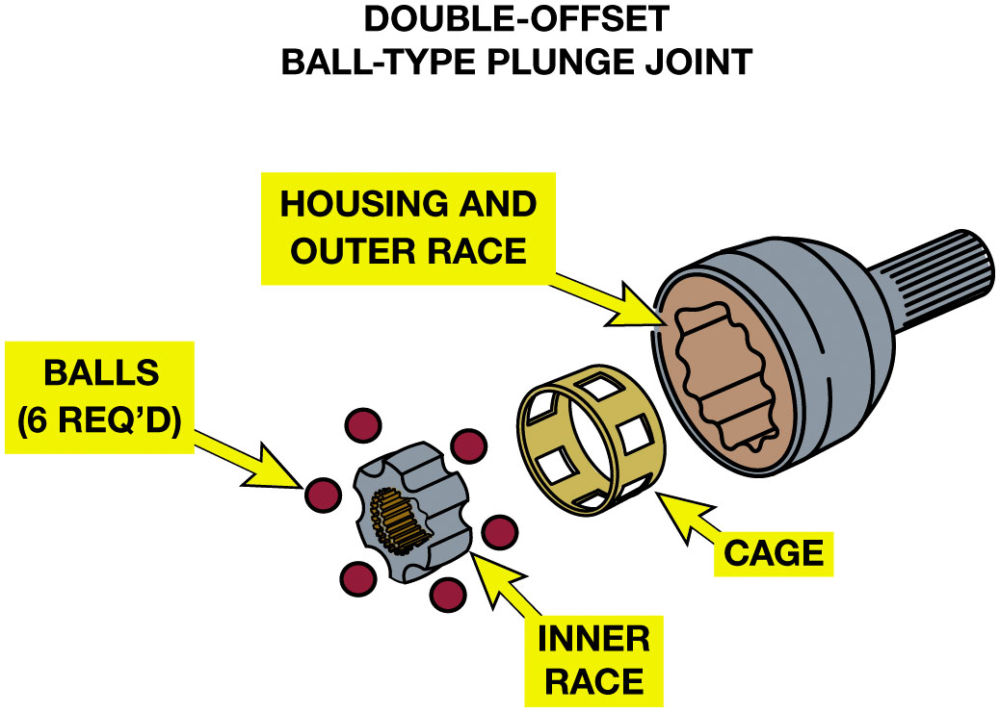 DOUBLE-OFFSET
BALL-TYPE PLUNGE JOINT
HOUSING AND
OUTER RACE
BALLS
(6 REQ’D)
CAGE
INNER
RACE